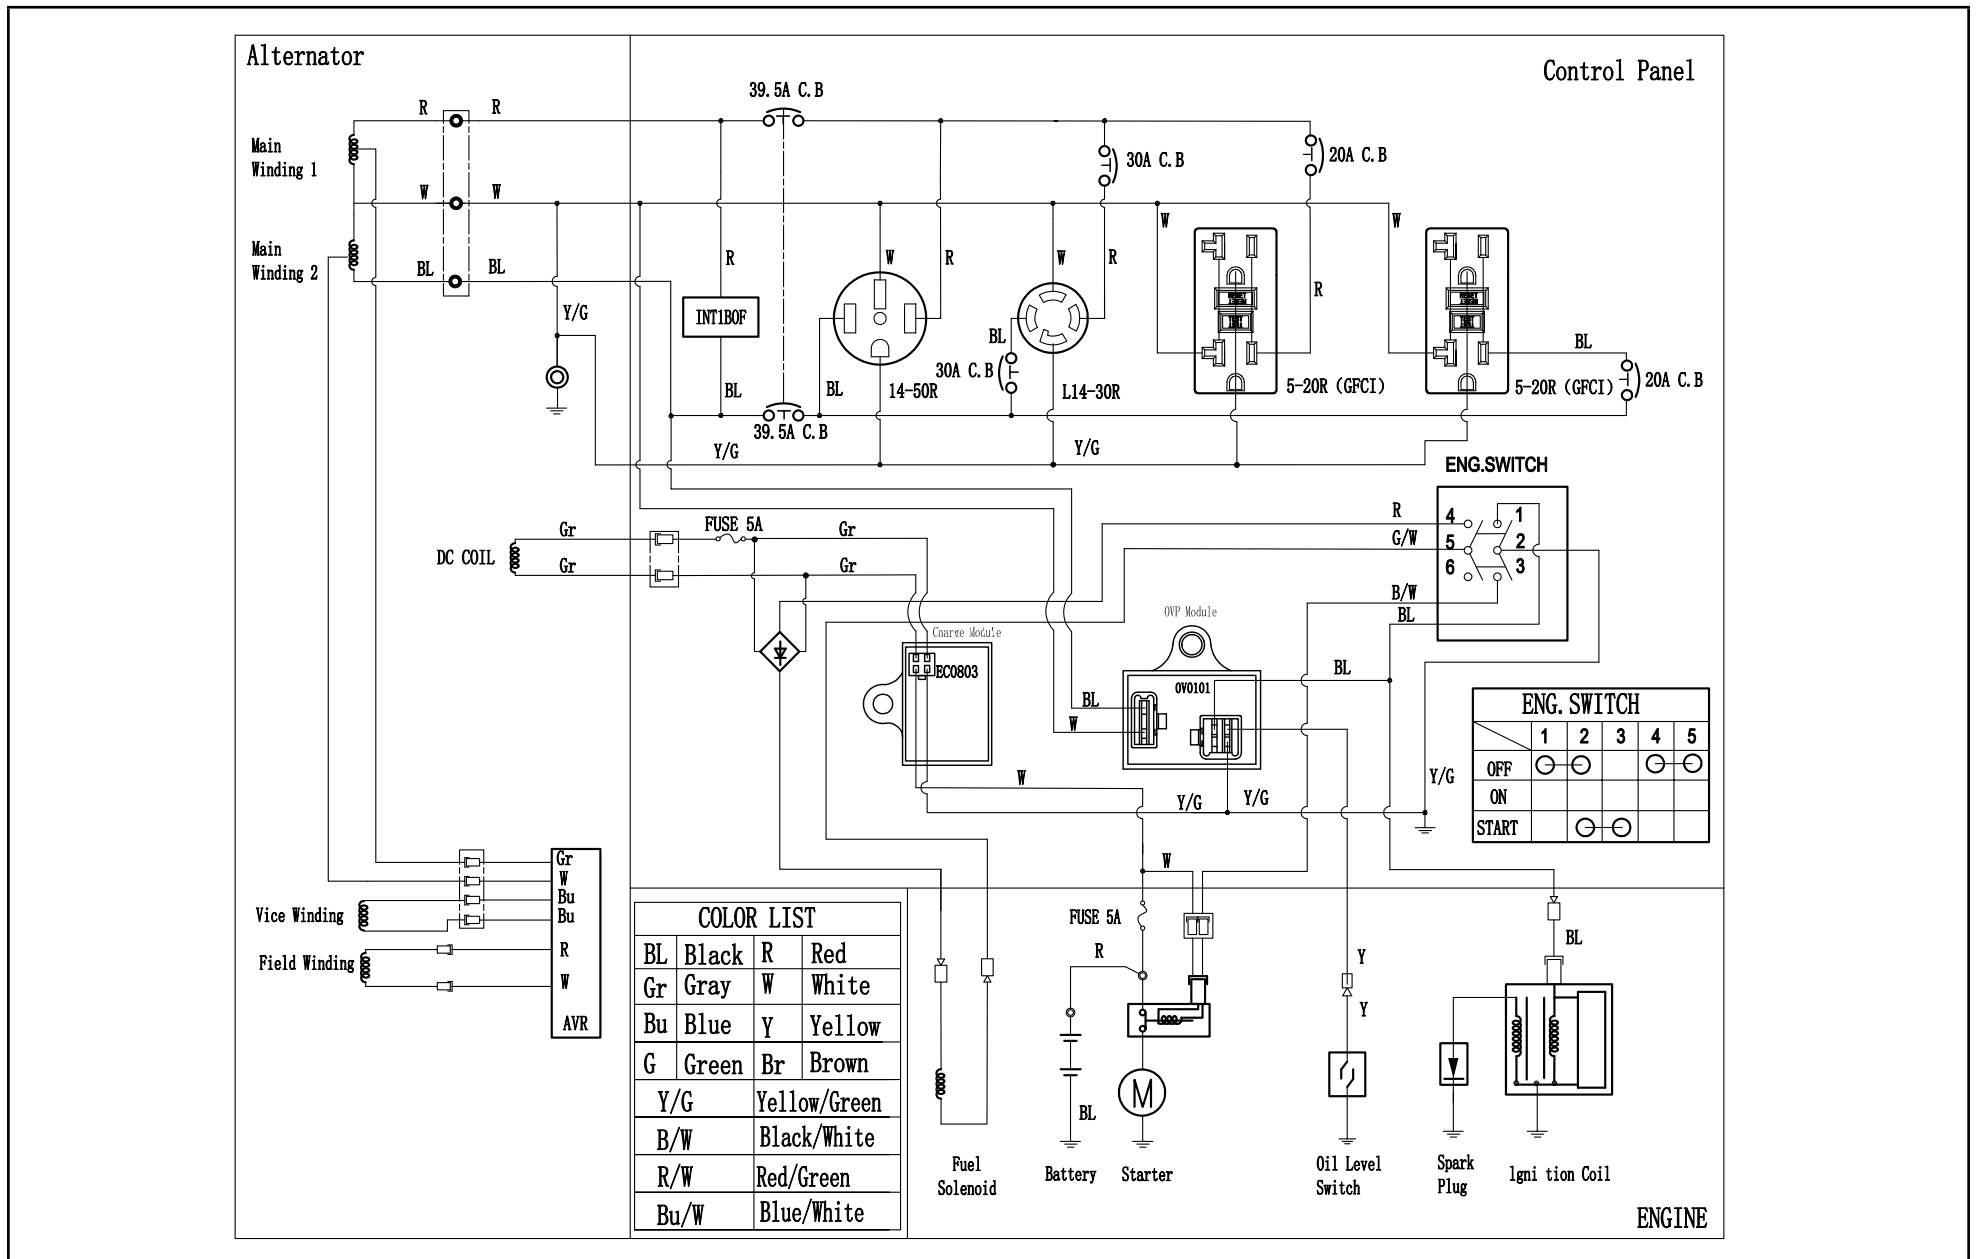 Alternator
Control Panel
39.5A C.B
R
R
Main
Winding 1
30A C.B
20A C.B
W
W
W
W
Main
Winding 2
BL
BL
R
W
R
W
R
R
Y/G
INT1B0F
BL
BL
30A C.B
BL
BL
14-50R
L14-30R
5-20R (GFCI)
5-20R (GFCI)
20A C.B
39.5A C.B
Y/G
Y/G
ENG.SWITCH
FUSE 5A
Gr
Gr
DC COIL
Gr
Gr
R
G/W
B/W
BL
4
5
6
1
2
3
OVP Module
Charge Module
EC0803
OV0101
BL
BL
W
W
Y/G
Y/G
Y/G
ENG. SWITCH
1 2 3 4 5
OFF
ON
START
Gr
W
Bu
Bu
R
W
AVR
Vice Winding
Field Winding
COLOR LIST
BL Black R Red
Gr Gray W White
Bu Blue Y Yellow
G Green Br Brown
Y/G Yellow/Green
B/W Black/White
R/W Red/Green
Bu/W Blue/White
W
FUSE 5A
R
BL
M
Y
Y
BL
Fuel
Solenoid
Battery
Starter
Oil Level
Switch
Spark
Plug
lgni tion Coil
ENGINE